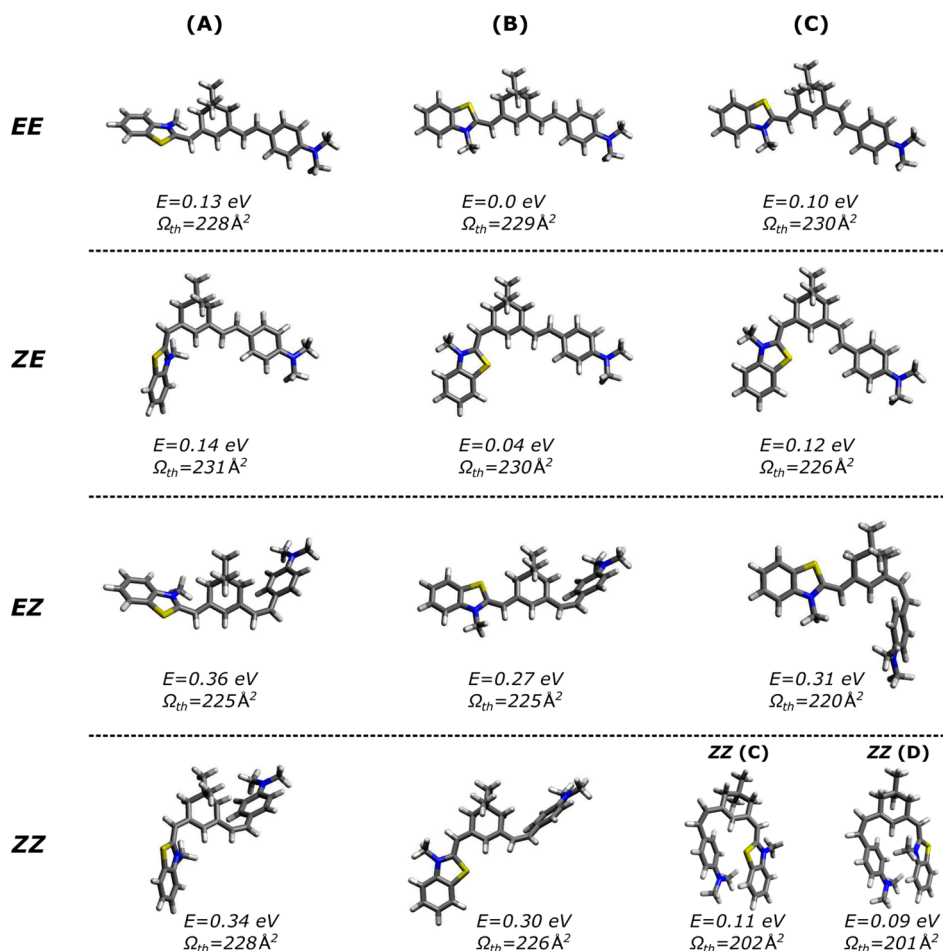 (A) (B) (C)
EE
E=0.13 eV
Ωth=228Å²
E=0.0 eV
Ωth=229Å²
E=0.10 eV
Ωth=230Å²
ZE
E=0.14 eV
Ωth=231Å²
E=0.04 eV
Ωth=230Å²
E=0.12 eV
Ωth=226Å²
EZ
E=0.36 eV
Ωth=225Å²
E=0.27 eV
Ωth=225Å²
E=0.31 eV
Ωth=220Å²
ZZ
E=0.34 eV
Ωth=228Å²
E=0.30 eV
Ωth=226Å²
ZZ (C)
E=0.11 eV
Ωth=202Å²
ZZ (D)
E=0.09 eV
Ωth=201Å²